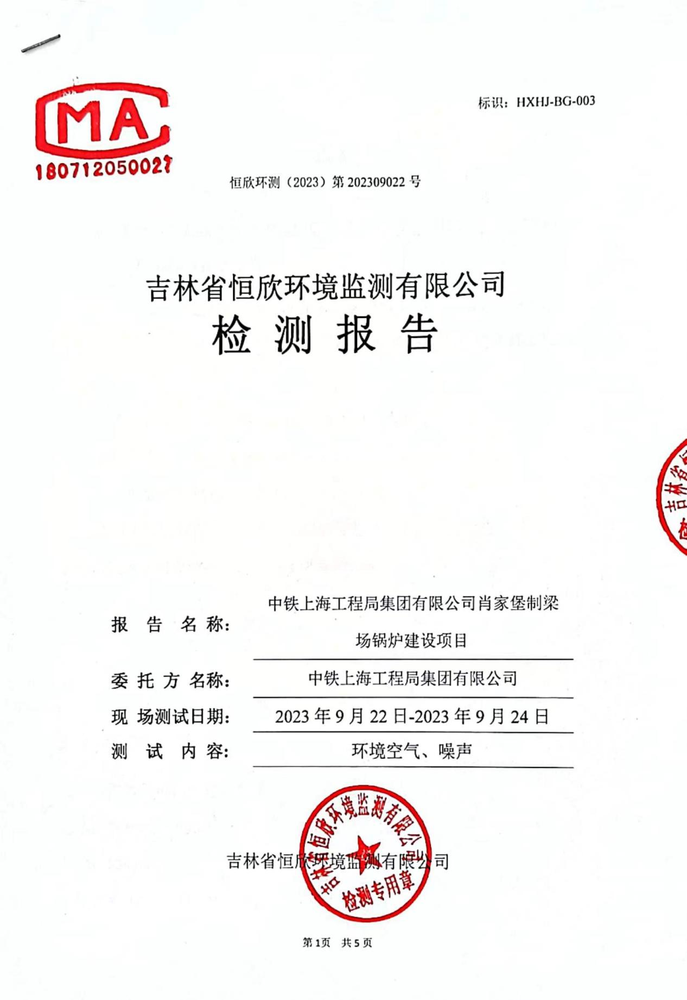 MA
180712050027
标识：HXHJ-BG-003
恒欣环测（2023）第 202309022 号
吉林省恒欣环境监测有限公司
检 测 报 告
吉林省
报 告 名 称：
中铁上海工程局集团有限公司肖家堡制梁
场锅炉建设项目
委 托 方 名称：
中铁上海工程局集团有限公司
现 场测试日期：
2023 年 9 月 22 日-2023 年 9 月 24 日
测 试 内 容：
环境空气、噪声
吉林省恒欣环境监测有限公司
吉林省恒欣环境监测有限公司
检测专用章
第 1页 共 5 页